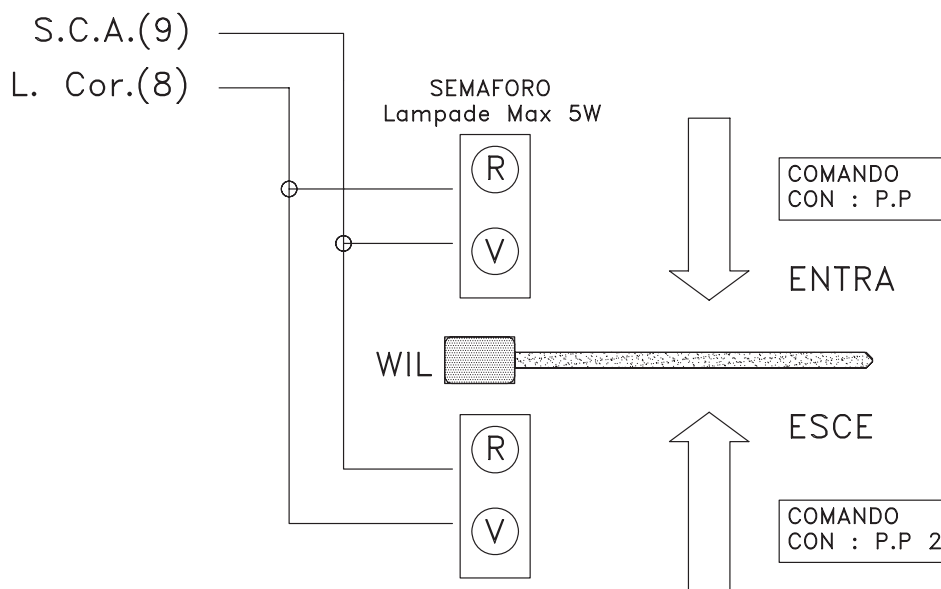 S.C.A.(9)
L. Cor.(8)
SEMAFORO
Lampade Max 5W
R
V
COMANDO
CON : P.P
ENTRA
WIL
ESCE
R
V
COMANDO
CON : P.P 2